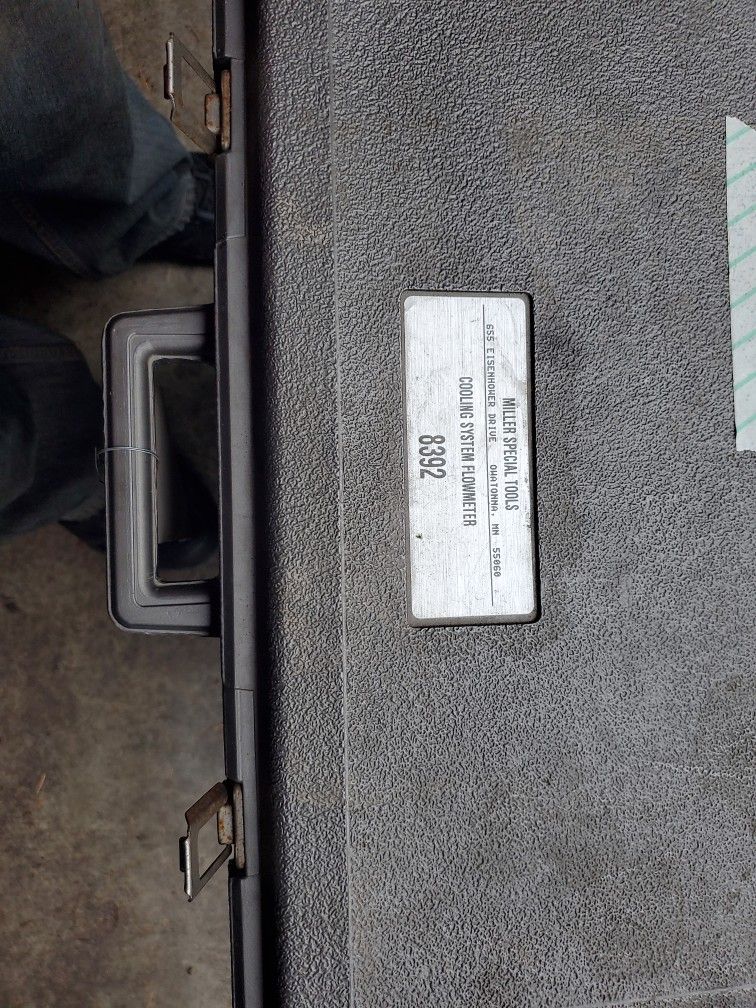 MILLER SPECIAL TOOLS
655 EISENHOWER DRIVE OWATONNA, MN 55060
COOLING SYSTEM FLOWMETER
8392